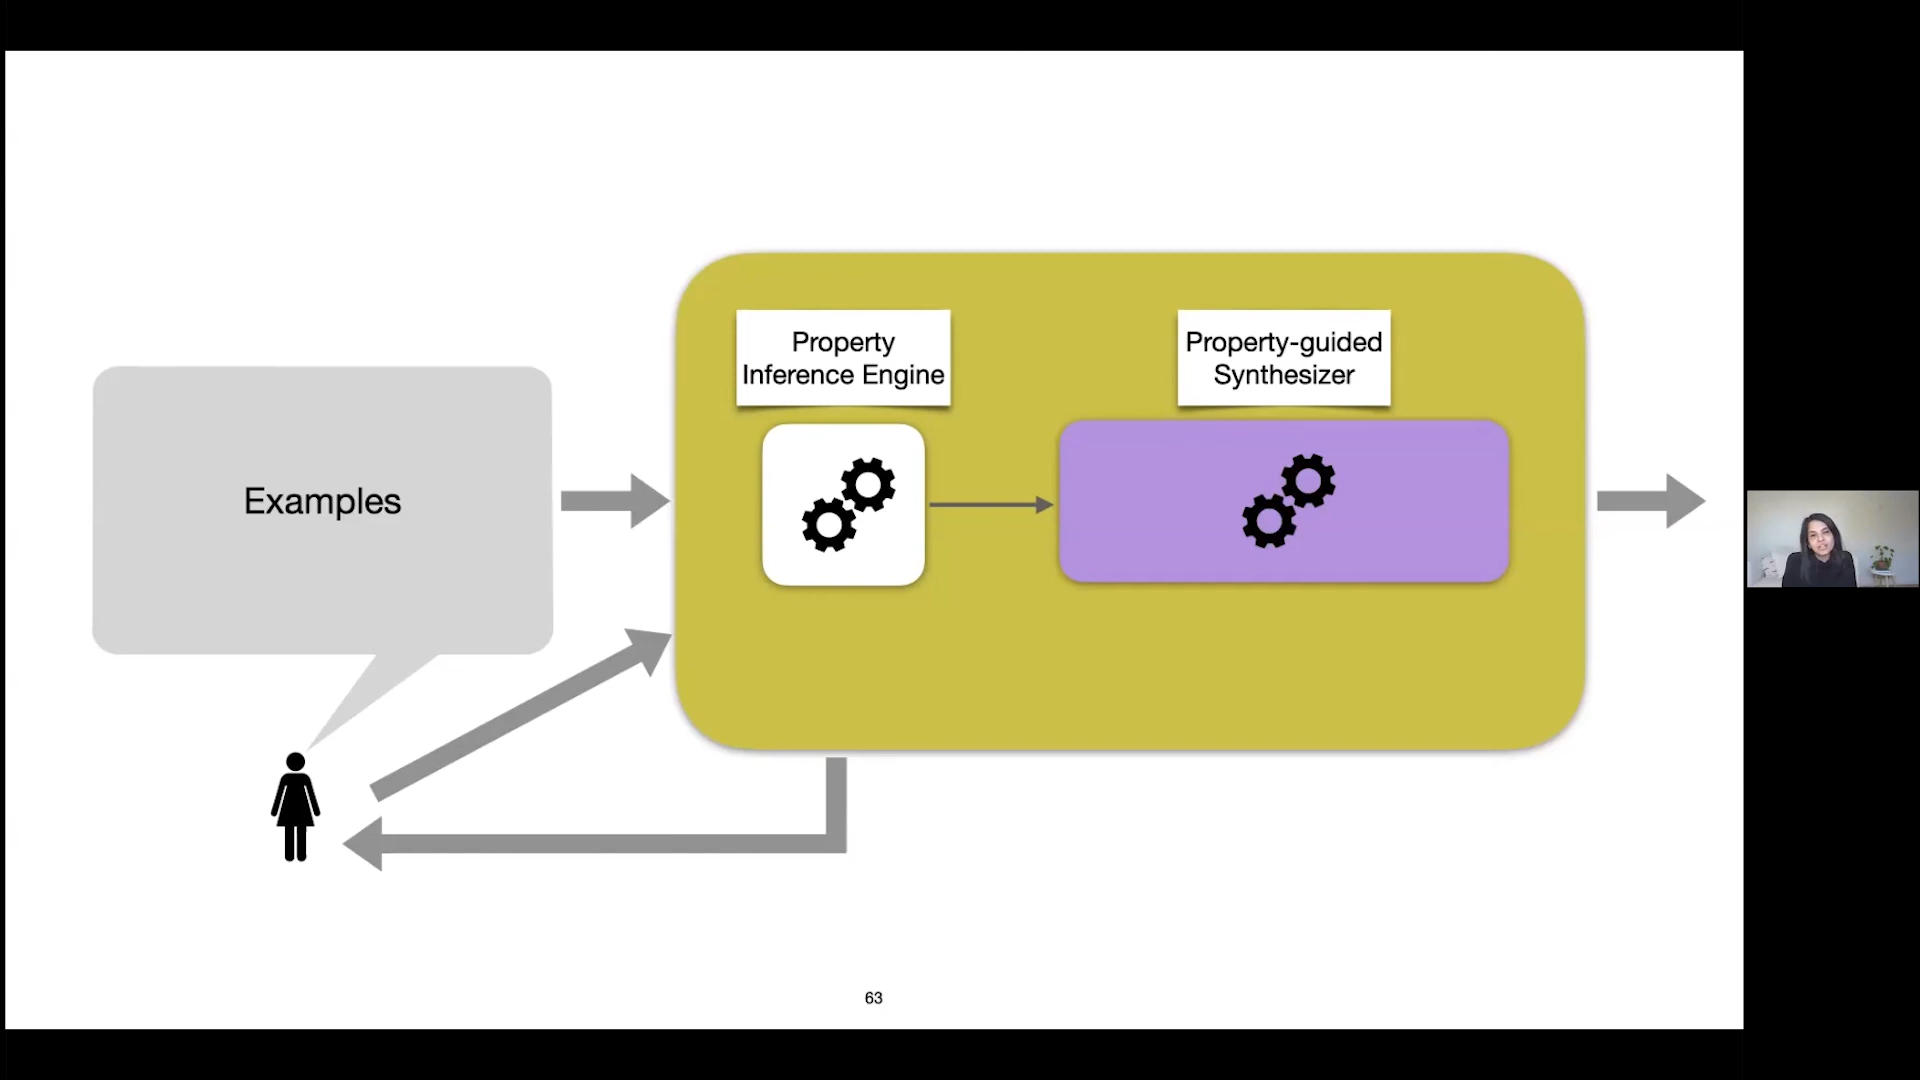 Property
Inference Engine
Property-guided
Synthesizer
Examples
63